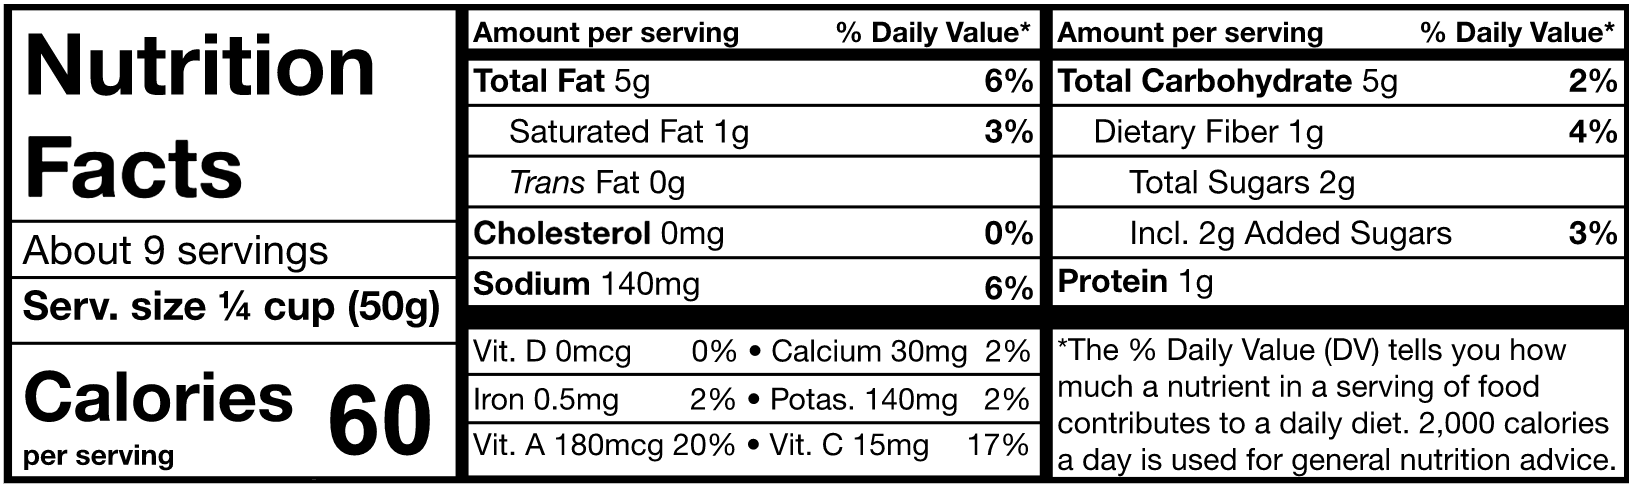 Nutrition
Facts
About 9 servings
Serv. size ¼ cup (50g)
Calories 60
per serving
Amount per serving % Daily Value*
Total Fat 5g 6%
Saturated Fat 1g 3%
Trans Fat 0g
Cholesterol 0mg 0%
Sodium 140mg 6%
Amount per serving % Daily Value*
Total Carbohydrate 5g 2%
Dietary Fiber 1g 4%
Total Sugars 2g
Incl. 2g Added Sugars 3%
Protein 1g
Vit. D 0mcg 0% • Calcium 30mg 2%
Iron 0.5mg 2% • Potas. 140mg 2%
Vit. A 180mcg 20% • Vit. C 15mg 17%
*The % Daily Value (DV) tells you how
much a nutrient in a serving of food
contributes to a daily diet. 2,000 calories
a day is used for general nutrition advice.